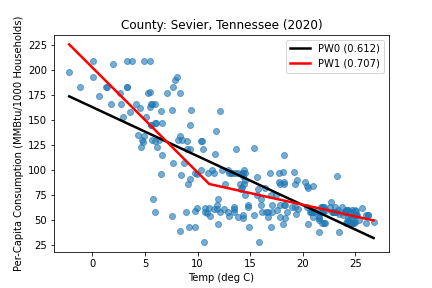 County: Sevier, Tennessee (2020)
PW0 (0.612)
PW1 (0.707)
Per-Capita Consumption (MMBtu/1000 Households)
225
200
175
150
125
100
75
50
25
0 5 10 15 20 25
Temp (deg C)